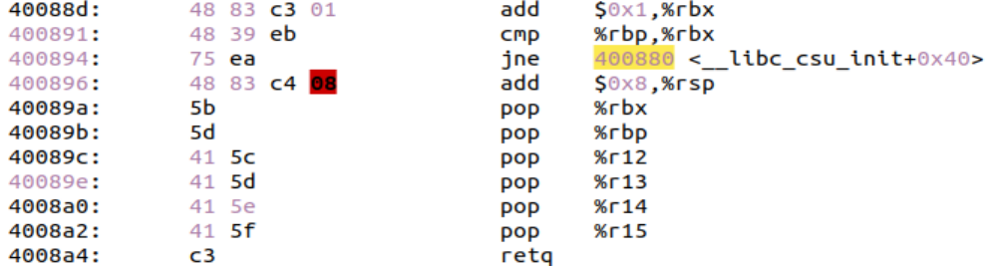 40088d: 48 83 c3 01 add $0x1,%rbx
400891: 48 39 eb cmp %rbp,%rbx
400894: 75 ea jne 400880 <__libc_csu_init+0x40>
400896: 48 83 c4 08 add $0x8,%rsp
40089a: 5b pop %rbx
40089b: 5d pop %rbp
40089c: 41 5c pop %r12
40089e: 41 5d pop %r13
4008a0: 41 5e pop %r14
4008a2: 41 5f pop %r15
4008a4: c3 retq